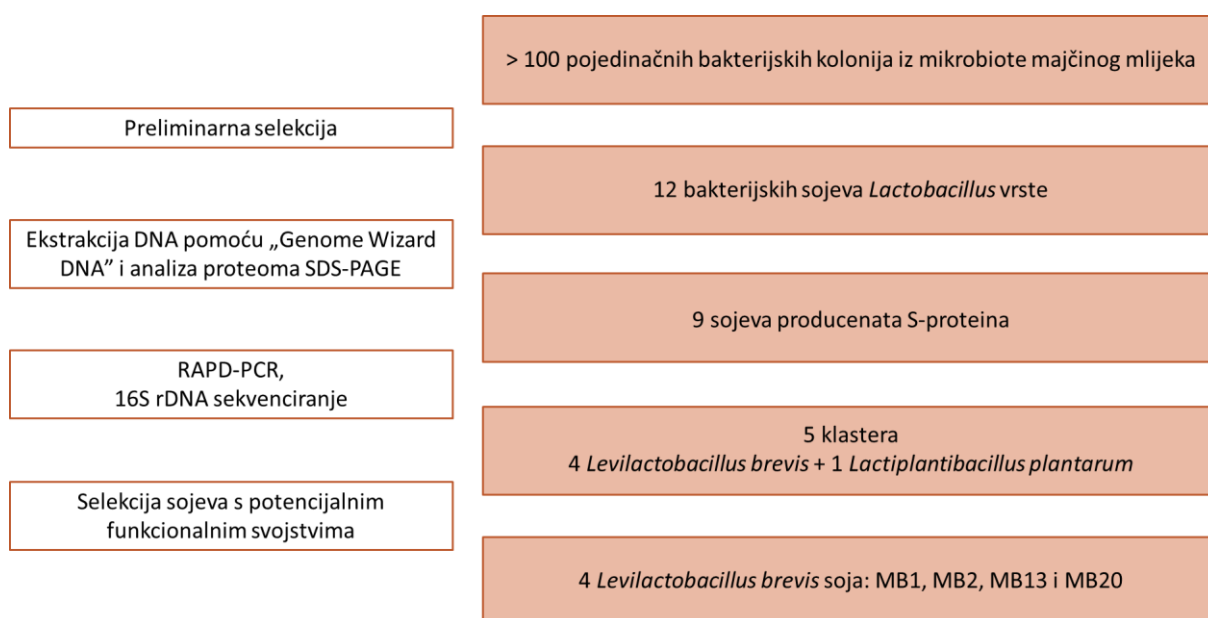 > 100 pojedinačnih bakterijskih kolonija iz mikrobiote majčinog mlijeka
Preliminarna selekcija
12 bakterijskih sojeva Lactobacillus vrste
Ekstrakcija DNA pomoću „Genome Wizard
DNA” i analiza proteoma SDS-PAGE
9 sojeva producenata S-proteina
RAPD-PCR,
16S rDNA sekvenciranje
5 klastera
4 Levilactobacillus brevis + 1 Lactiplantibacillus plantarum
Selekcija sojeva s potencijalnim
funkcionalnim svojstvima
4 Levilactobacillus brevis soja: MB1, MB2, MB13 i MB20